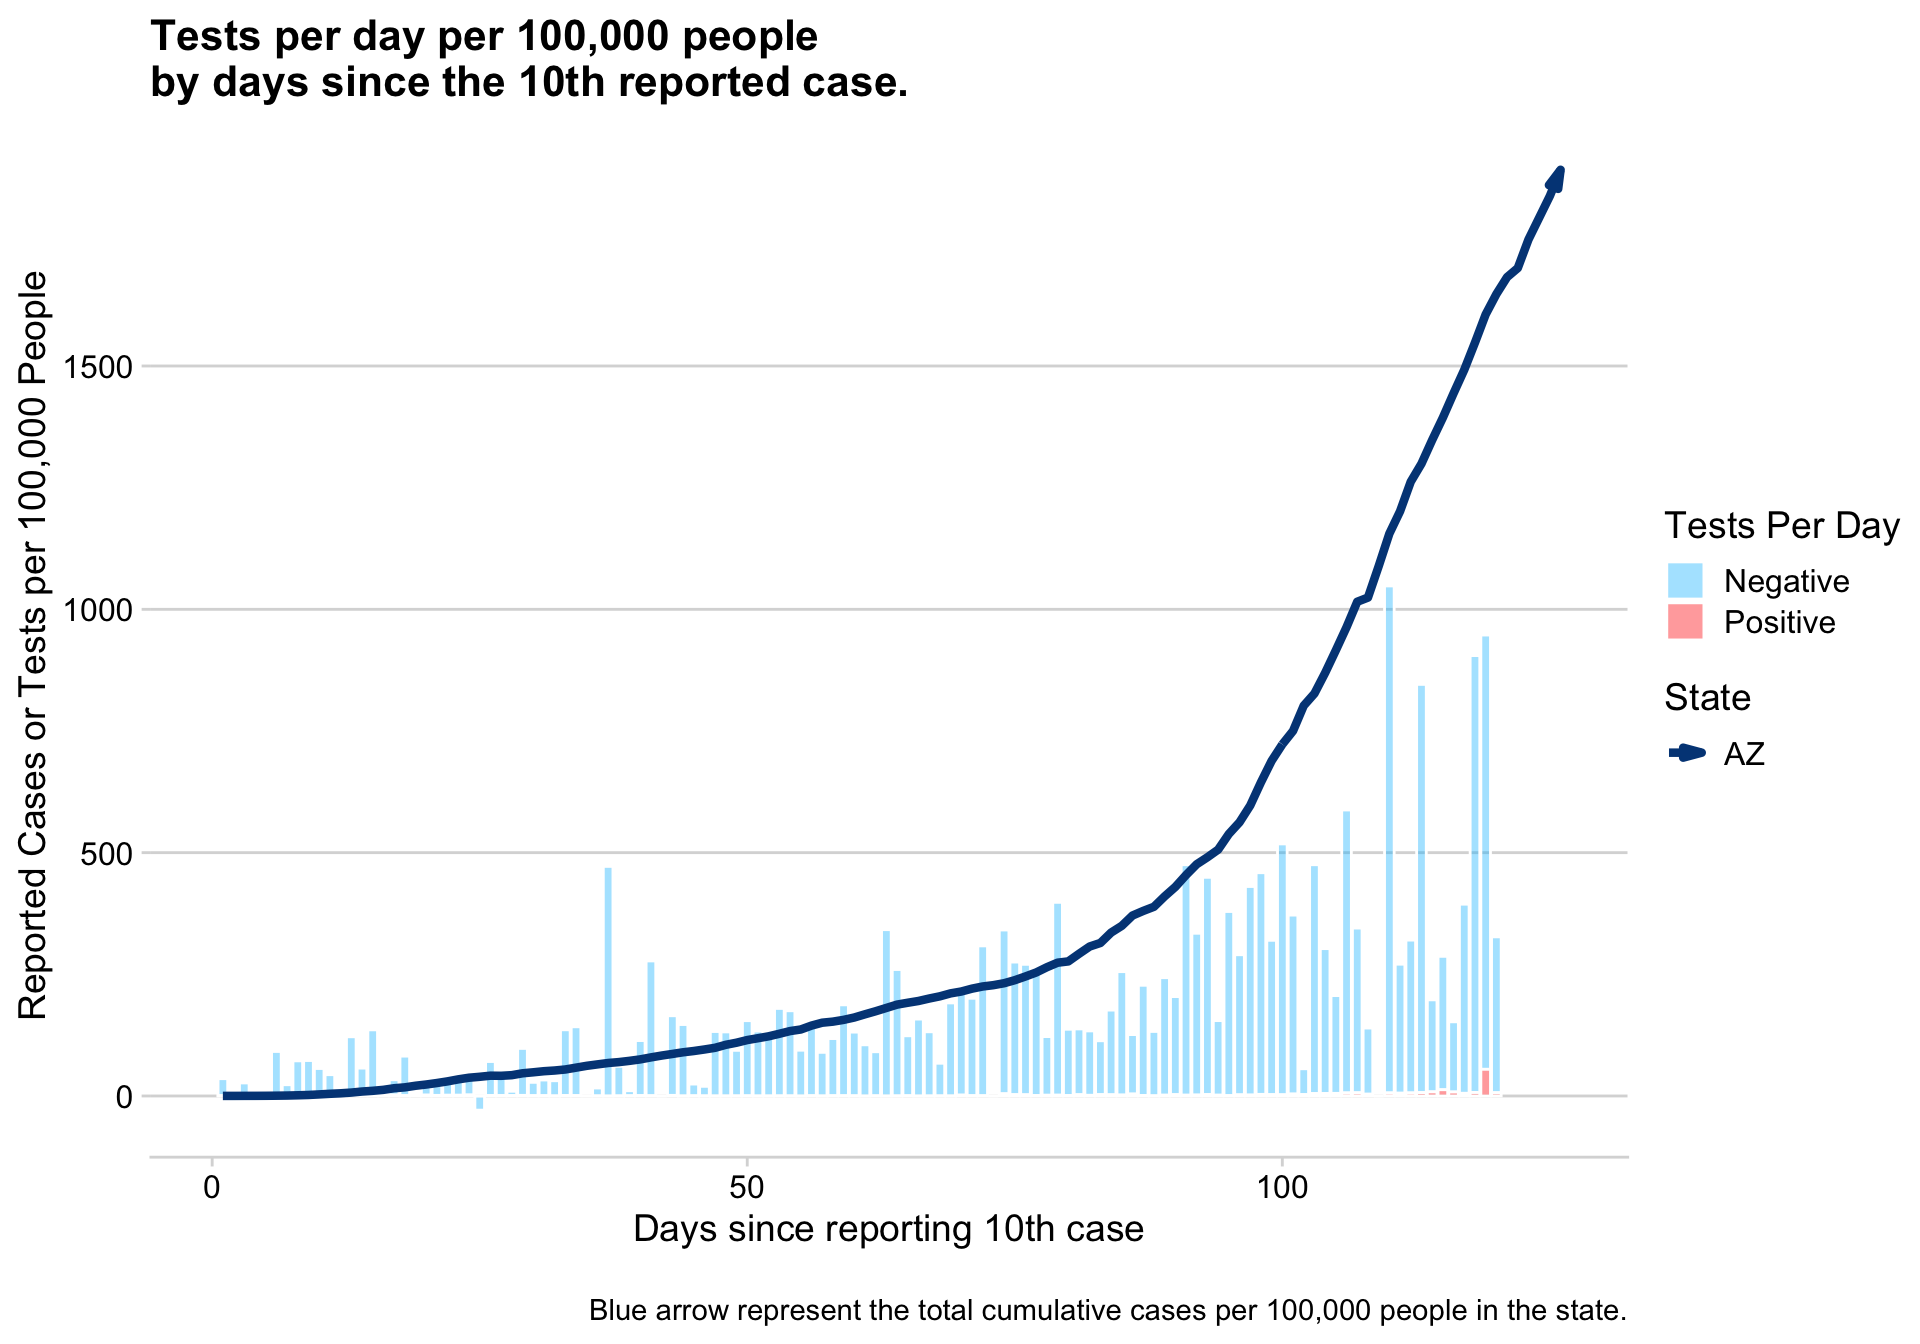 Tests per day per 100,000 people
by days since the 10th reported case.
Reported Cases or Tests per 100,000 People
1500
1000
500
0
0 50 100
Days since reporting 10th case
Tests Per Day
Negative
Positive
State
AZ
Blue arrow represent the total cumulative cases per 100,000 people in the state.